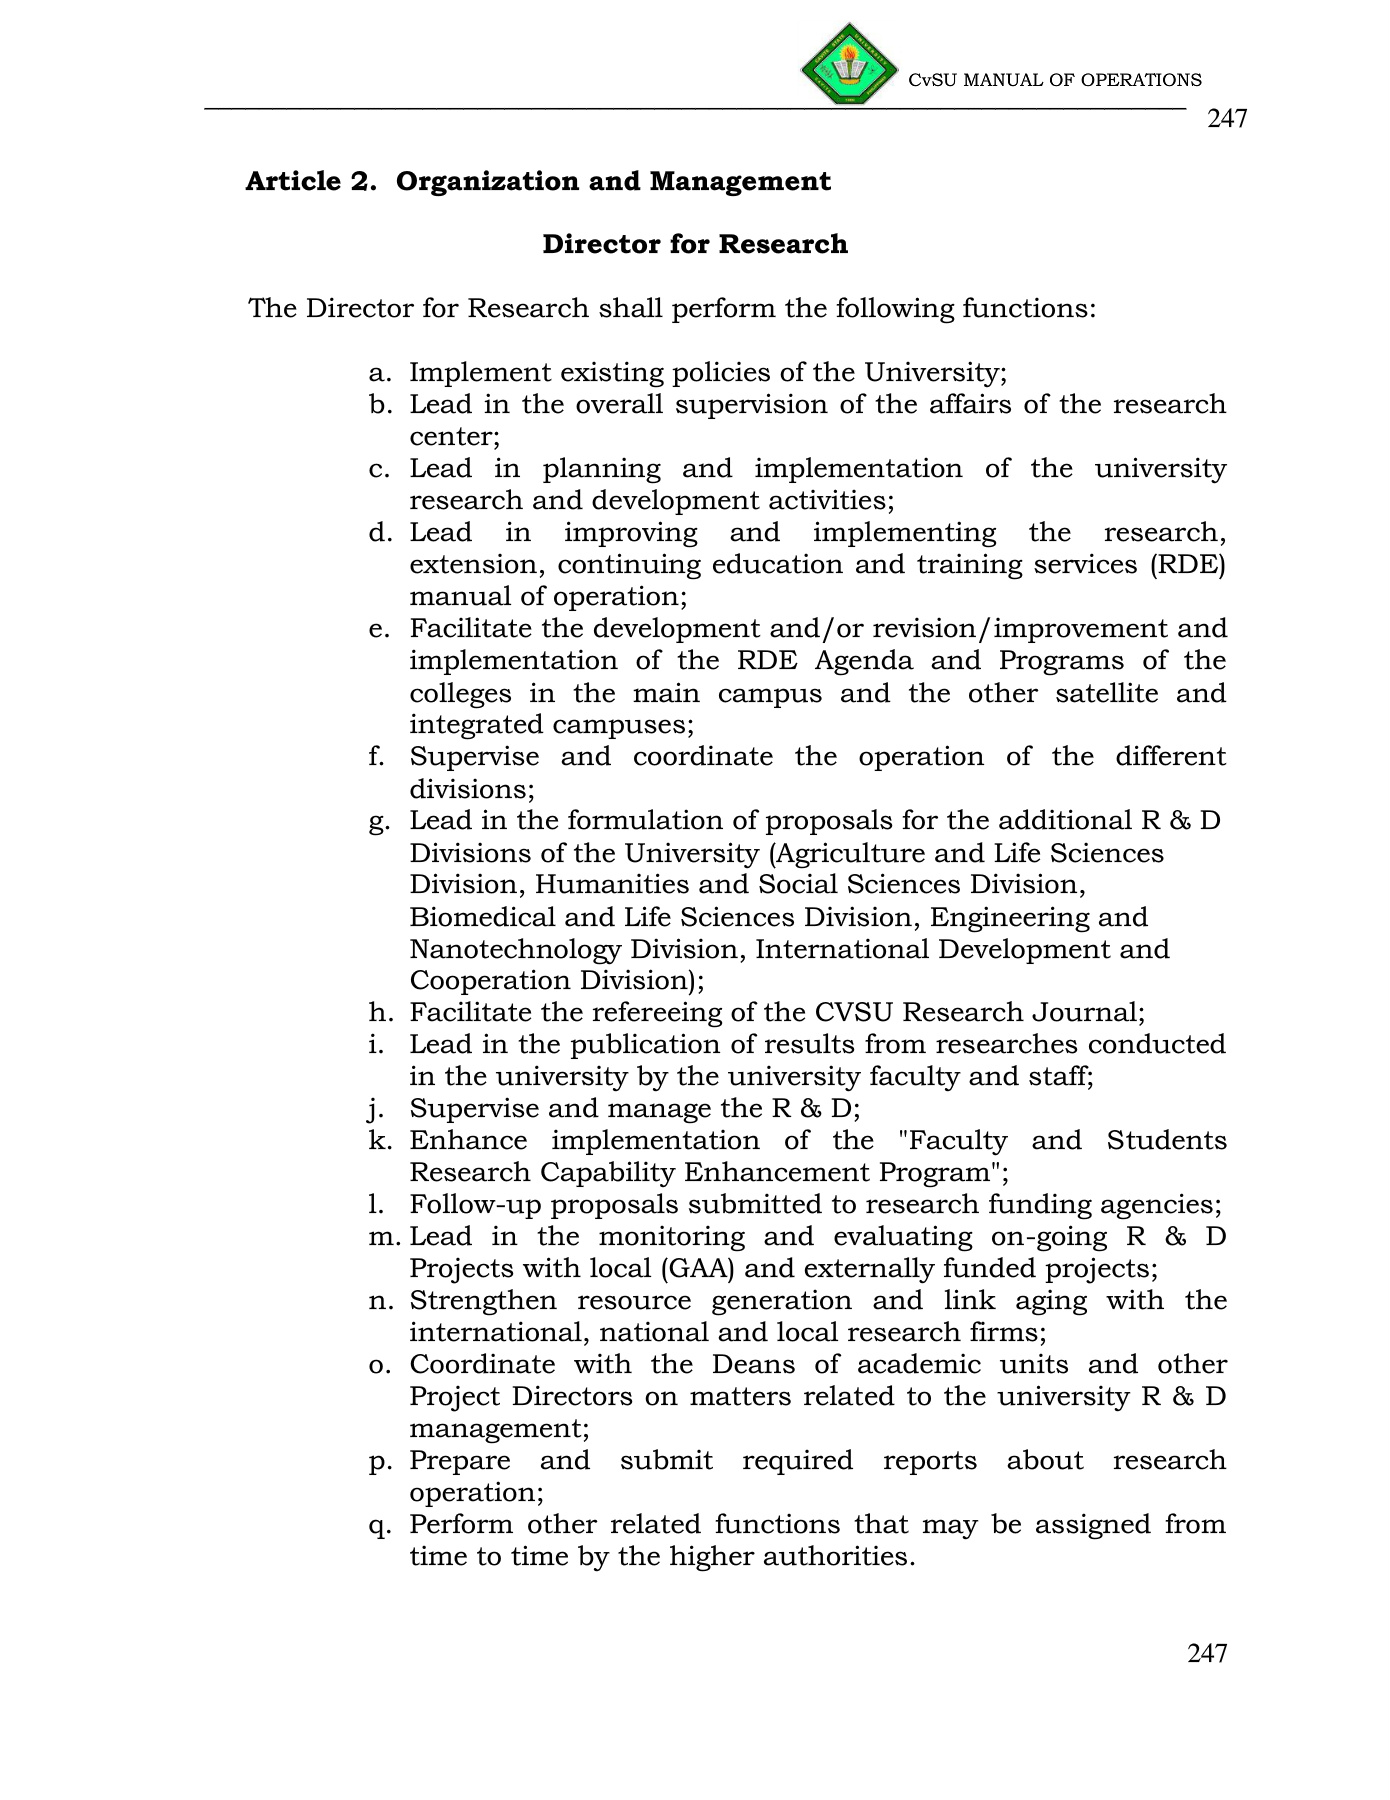 CvSU MANUAL OF OPERATIONS
247
Article 2. Organization and Management
Director for Research
The Director for Research shall perform the following functions:
a. Implement existing policies of the University;
b. Lead in the overall supervision of the affairs of the research
center;
c. Lead in planning and implementation of the university
research and development activities;
d. Lead in improving and implementing the research,
extension, continuing education and training services (RDE)
manual of operation;
e. Facilitate the development and/or revision/improvement and
implementation of the RDE Agenda and Programs of the
colleges in the main campus and the other satellite and
integrated campuses;
f. Supervise and coordinate the operation of the different
divisions;
g. Lead in the formulation of proposals for the additional R & D
Divisions of the University (Agriculture and Life Sciences
Division, Humanities and Social Sciences Division,
Biomedical and Life Sciences Division, Engineering and
Nanotechnology Division, International Development and
Cooperation Division);
h. Facilitate the refereeing of the CVSU Research Journal;
i. Lead in the publication of results from researches conducted
in the university by the university faculty and staff;
j. Supervise and manage the R & D;
k. Enhance implementation of the "Faculty and Students
Research Capability Enhancement Program";
l. Follow-up proposals submitted to research funding agencies;
m. Lead in the monitoring and evaluating on-going R & D
Projects with local (GAA) and externally funded projects;
n. Strengthen resource generation and link aging with the
international, national and local research firms;
o. Coordinate with the Deans of academic units and other
Project Directors on matters related to the university R & D
management;
p. Prepare and submit required reports about research
operation;
q. Perform other related functions that may be assigned from
time to time by the higher authorities.
247